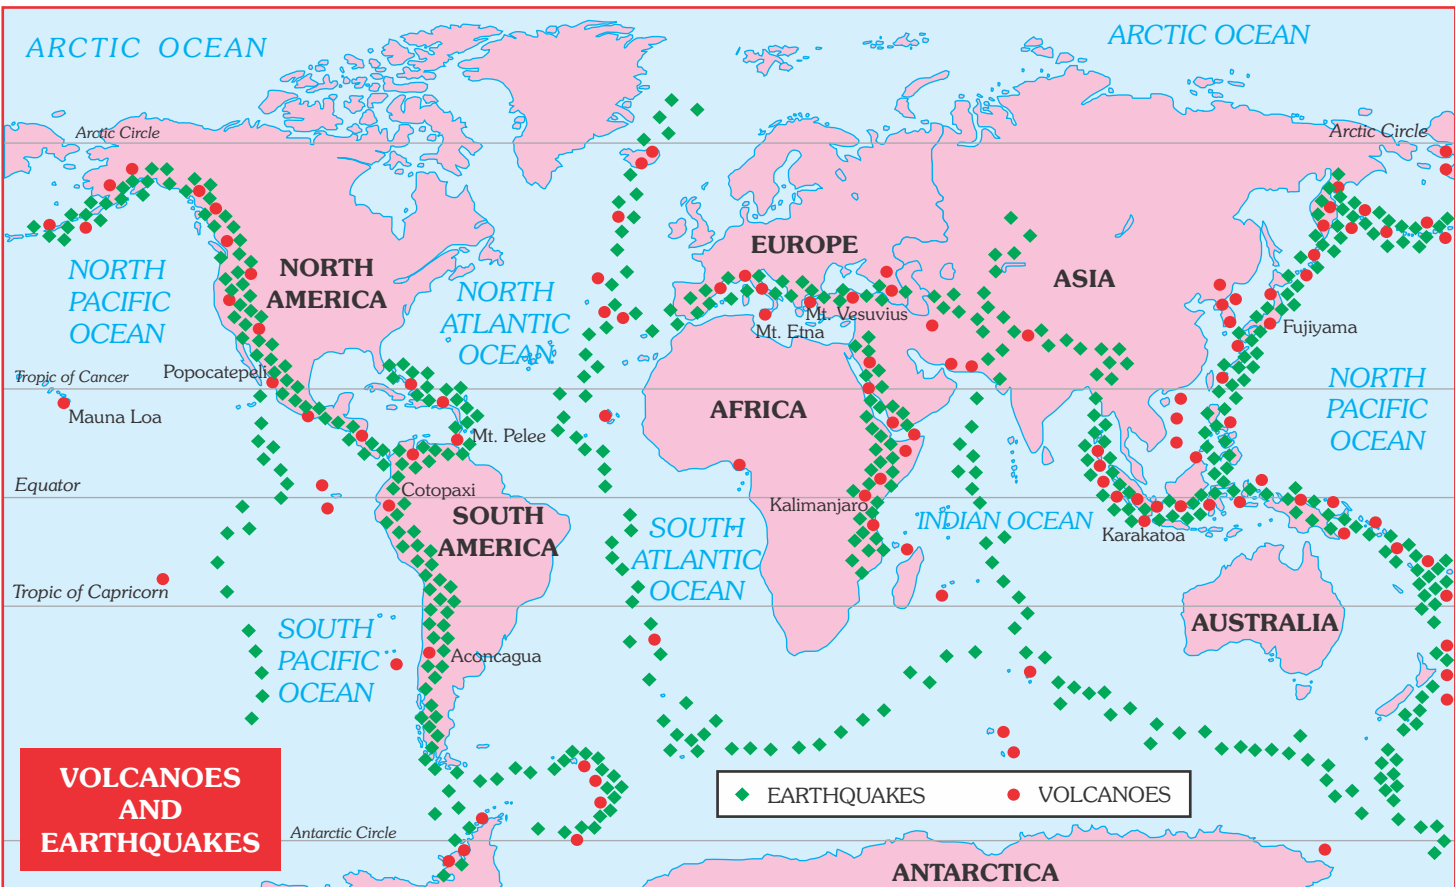 ARCTIC OCEAN
ARCTIC OCEAN
Arctic Circle
Arctic Circle
NORTH
PACIFIC
OCEAN
NORTH
AMERICA
NORTH
ATLANTIC
OCEAN
EUROPE
ASIA
Mt. Vesuvius
Mt. Etna
Fujiyama
Tropic of Cancer
Popocatepeli
Mauna Loa
Mt. Pelee
AFRICA
NORTH
PACIFIC
OCEAN
Equator
Cotopaxi
SOUTH
AMERICA
Kalimanjaro
SOUTH
ATLANTIC
OCEAN
INDIAN OCEAN
Karakatoa
Tropic of Capricorn
SOUTH
PACIFIC
OCEAN
Aconcagua
AUSTRALIA
VOLCANOES
AND
EARTHQUAKES
EARTHQUAKES
VOLCANOES
Antarctic Circle
ANTARCTICA